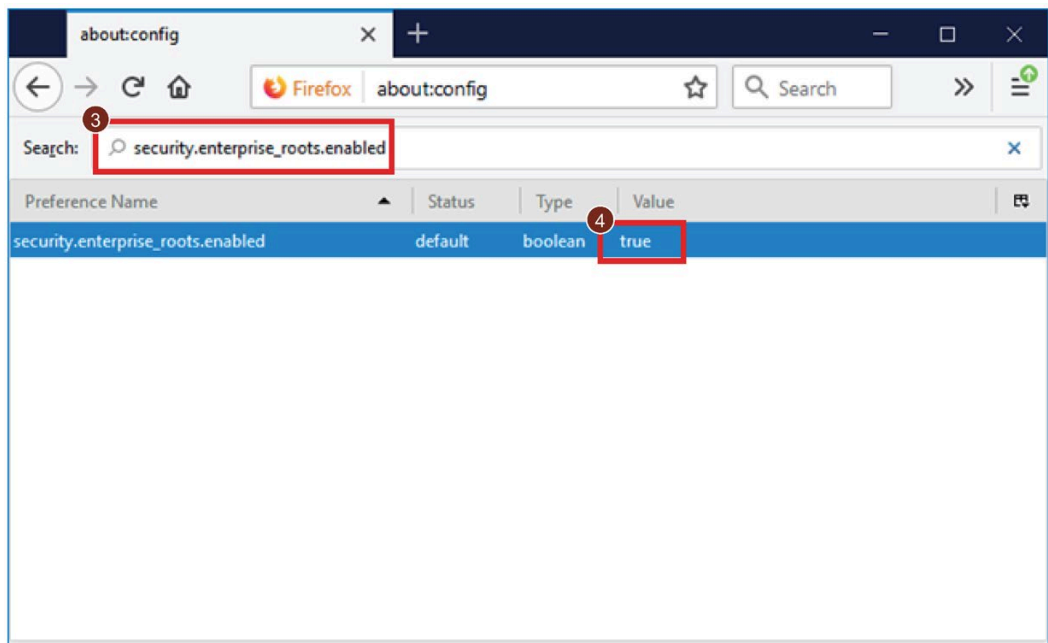 about:config
Firefox about:config Search
3
Search: security.enterprise_roots.enabled
Preference Name Status Type Value
4
security.enterprise_roots.enabled default boolean true